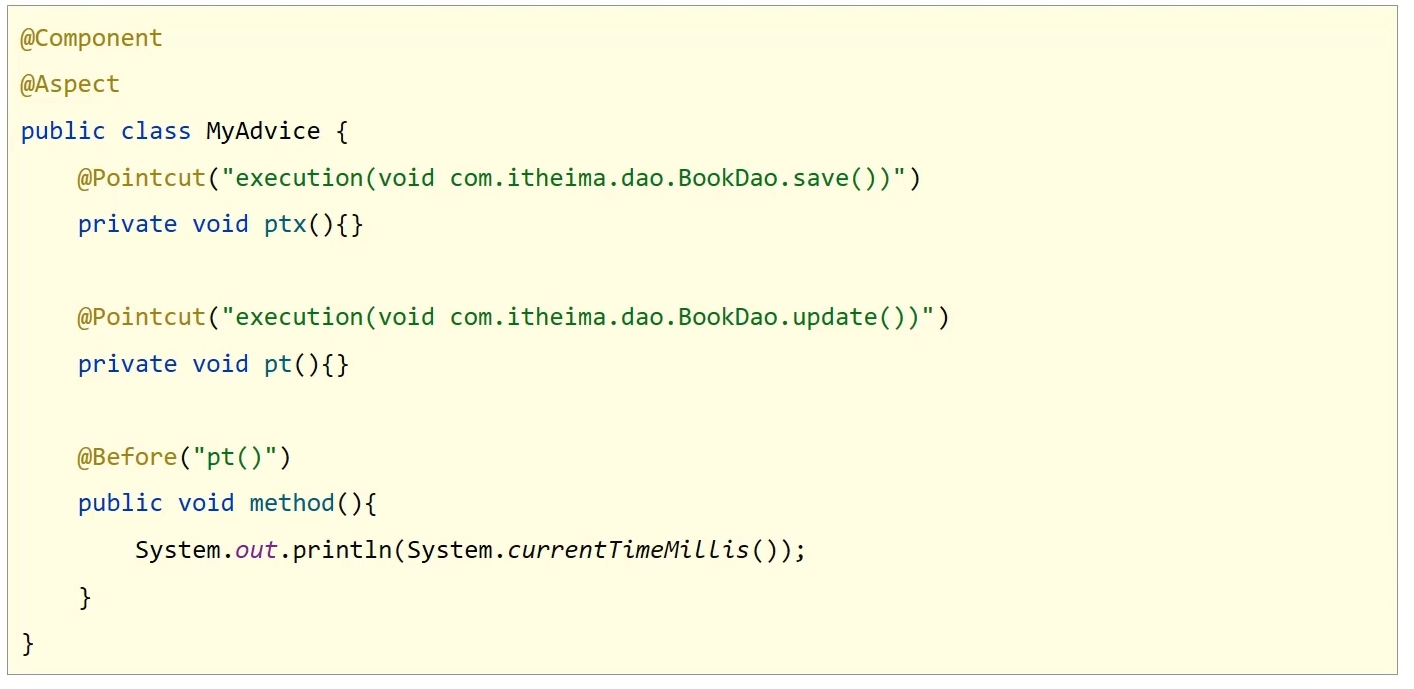 @Component
@Aspect
public class MyAdvice {
    @Pointcut("execution(void com.itheima.dao.BookDao.save())")
    private void ptx(){}
    @Pointcut("execution(void com.itheima.dao.BookDao.update())")
    private void pt(){}
    @Before("pt()")
    public void method(){
        System.out.println(System.currentTimeMillis());
    }
}